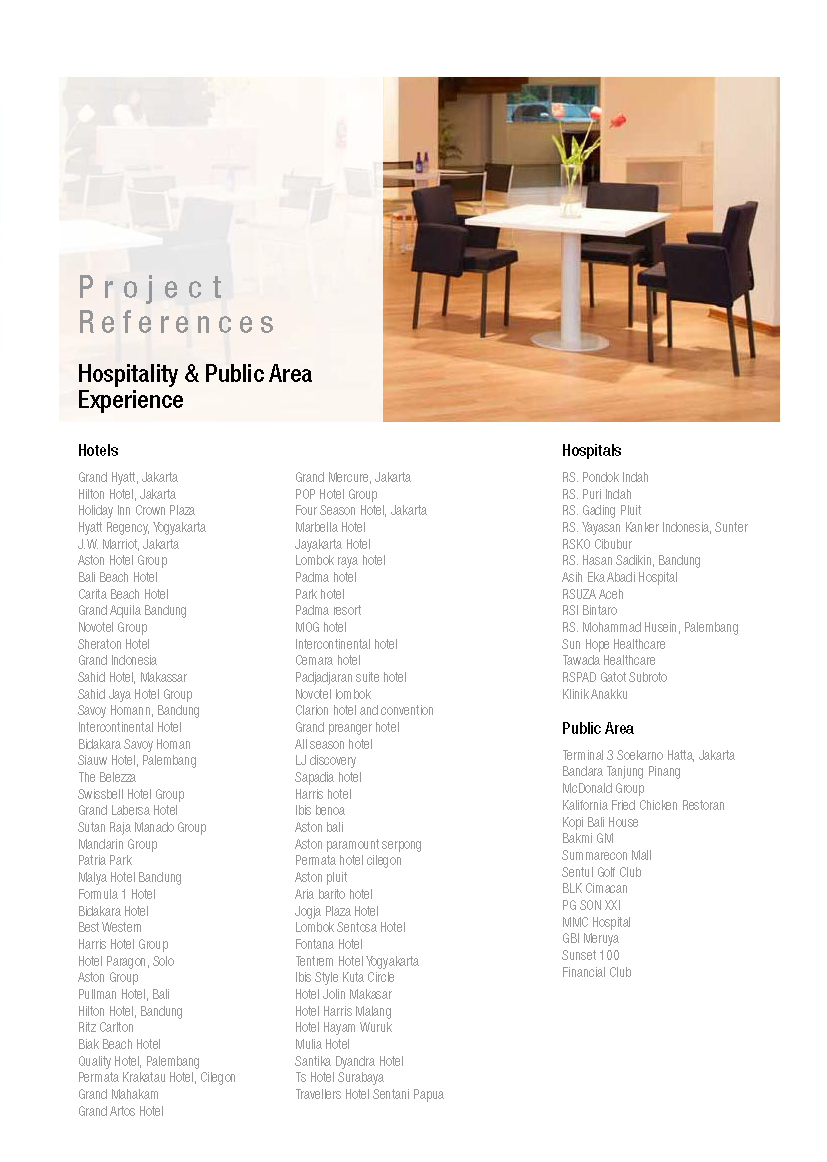 Project
References
Hospitality & Public Area
Experience
Hotels
Grand Hyatt, Jakarta
Hilton Hotel, Jakarta
Holiday Inn Crown Plaza
Hyatt Regency, Yogyakarta
J.W. Marriot, Jakarta
Aston Hotel Group
Bali Beach Hotel
Carita Beach Hotel
Grand Aquila Bandung
Novotel Group
Sheraton Hotel
Grand Indonesia
Sahid Hotel, Makassar
Sahid Jaya Hotel Group
Savoy Homann, Bandung
Intercontinental Hotel
Bidakara Savoy Homan
Siauw Hotel, Palembang
The Belezza
Swissbell Hotel Group
Grand Labersa Hotel
Sutan Raja Manado Group
Mandarin Group
Patria Park
Malya Hotel Bandung
Formula 1 Hotel
Bidakara Hotel
Best Western
Harris Hotel Group
Hotel Paragon, Solo
Aston Group
Pullman Hotel, Bali
Hilton Hotel, Bandung
Ritz Carlton
Biak Beach Hotel
Quality Hotel, Palembang
Permata Krakatau Hotel, Cilegon
Grand Mahakam
Grand Artos Hotel
Grand Mercure, Jakarta
POP Hotel Group
Four Season Hotel, Jakarta
Marbella Hotel
Jayakarta Hotel
Lombok raya hotel
Padma hotel
Park hotel
Padma resort
MOG hotel
Intercontinental hotel
Cemara hotel
Padjadjaran suite hotel
Novotel lombok
Clarion hotel and convention
Grand preanger hotel
All season hotel
LJ discovery
Sapadia hotel
Harris hotel
Ibis benoa
Aston bali
Aston paramount serpong
Permata hotel cilegon
Aston pluit
Aria barito hotel
Jogja Plaza Hotel
Lombok Sentosa Hotel
Fontana Hotel
Tentrem Hotel Yogyakarta
Ibis Style Kuta Circle
Hotel Jolin Makasar
Hotel Harris Malang
Hotel Hayam Wuruk
Mulia Hotel
Santika Dyandra Hotel
Ts Hotel Surabaya
Travellers Hotel Sentani Papua
Hospitals
RS. Pondok Indah
RS. Puri Indah
RS. Gading Pluit
RS. Yayasan Kanker Indonesia, Sunter
RSKO Cibubur
RS. Hasan Sadikin, Bandung
Asih Eka Abadi Hospital
RSUZA Aceh
RSI Bintaro
RS. Mohammad Husein, Palembang
Sun Hope Healthcare
Tawada Healthcare
RSPAD Gatot Subroto
Klinik Anakku
Public Area
Terminal 3 Soekarno Hatta, Jakarta
Bandara Tanjung Pinang
McDonald Group
Kalifornia Fried Chicken Restoran
Kopi Bali House
Bakmi GM
Summarecon Mall
Sentul Golf Club
BLK Cimacan
PG SON XXI
MMC Hospital
GBI Meruya
Sunset 100
Financial Club